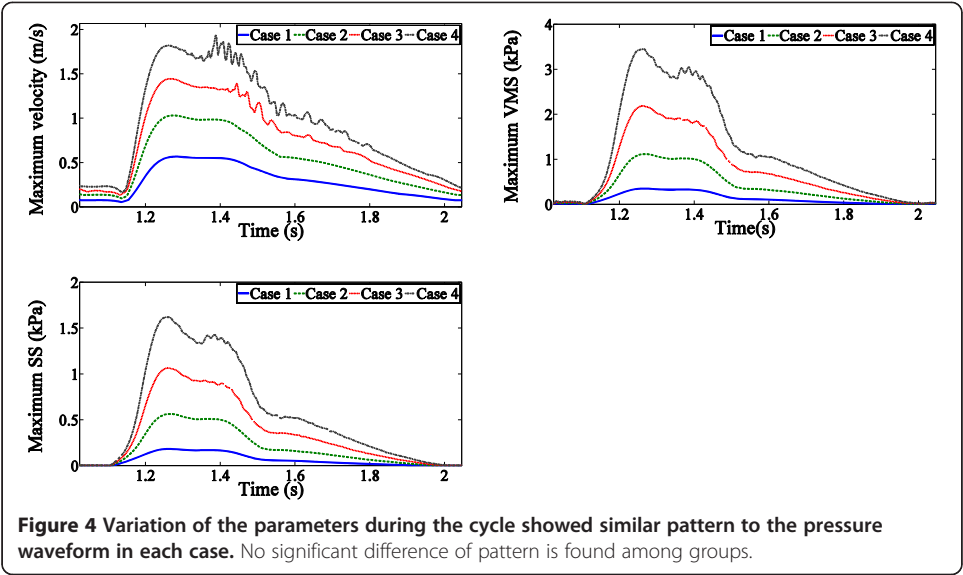 Maximum velocity (m/s)
2
1.5
1
0.5
0
Case 1 Case 2 Case 3 Case 4
1.2 1.4 1.6 1.8 2
Time (s)
Maximum VMS (kPa)
4
3
2
1
0
Case 1 Case 2 Case 3 Case 4
1.2 1.4 1.6 1.8 2
Time(s)
Maximum SS (kPa)
2
1.5
1
0.5
0
Case 1 Case 2 Case 3 Case 4
1.2 1.4 1.6 1.8 2
Time (s)
Figure 4 Variation of the parameters during the cycle showed similar pattern to the pressure
waveform in each case. No significant difference of pattern is found among groups.